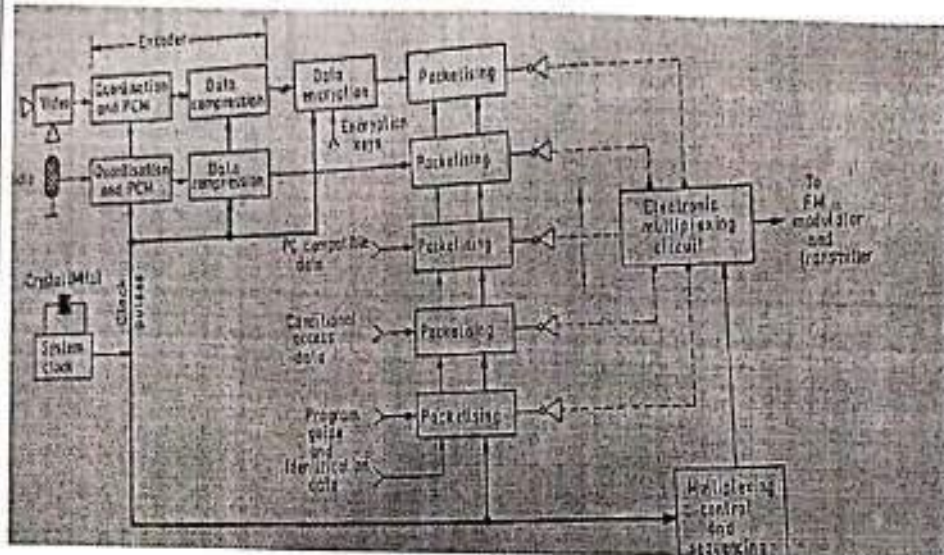 Encoder
Video
Quantisation
and PCM
Data
compression
Data
encryption
Packetising
Encryption
keys
Quantisation
and PCM
Data
compression
Packetising
PC compatible
data
Packetising
Electronic
multiplexing
circuit
To
FM
modulator
and
transmitter
Crystal
Clock
pulses
System
clock
Conditional
access
data
Packetising
Program
guide
and
Identification
data
Packetising
Multiplexing
control
and
sequencing